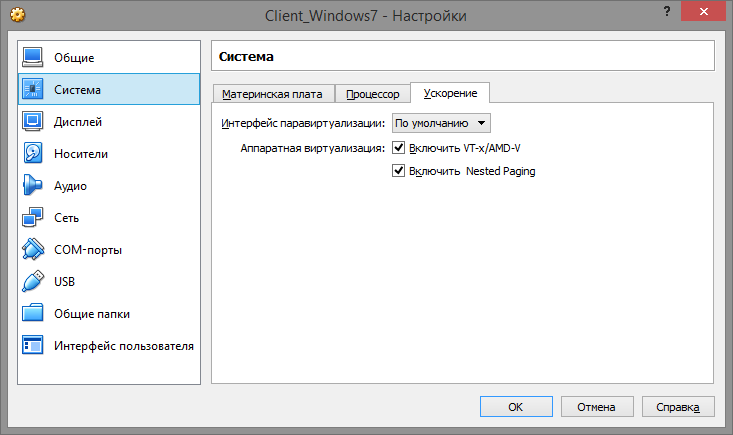 Client_Windows7 - Настройки
?
Общие
Система
Дисплей
Носители
Аудио
Сеть
COM-порты
USB
Общие папки
Интерфейс пользователя
Система
Материнская плата Процессор Ускорение
Интерфейс паравиртуализации: По умолчанию
Аппаратная виртуализация: Включить VT-x/AMD-V
Включить Nested Paging
OK Отмена Справка